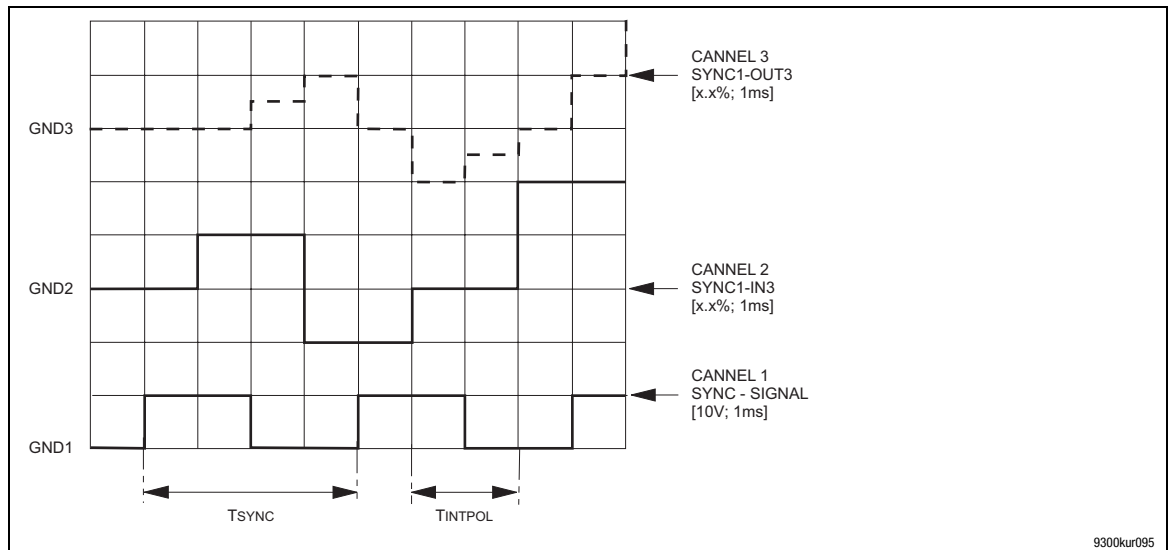 CANNEL 3
SYNC1-OUT3
[x.x%; 1ms]
GND3
CANNEL 2
SYNC1-IN3
[x.x%; 1ms]
GND2
CANNEL 1
SYNC - SIGNAL
[10V; 1ms]
GND1
TSYNC
TINTPOL
9300kur095